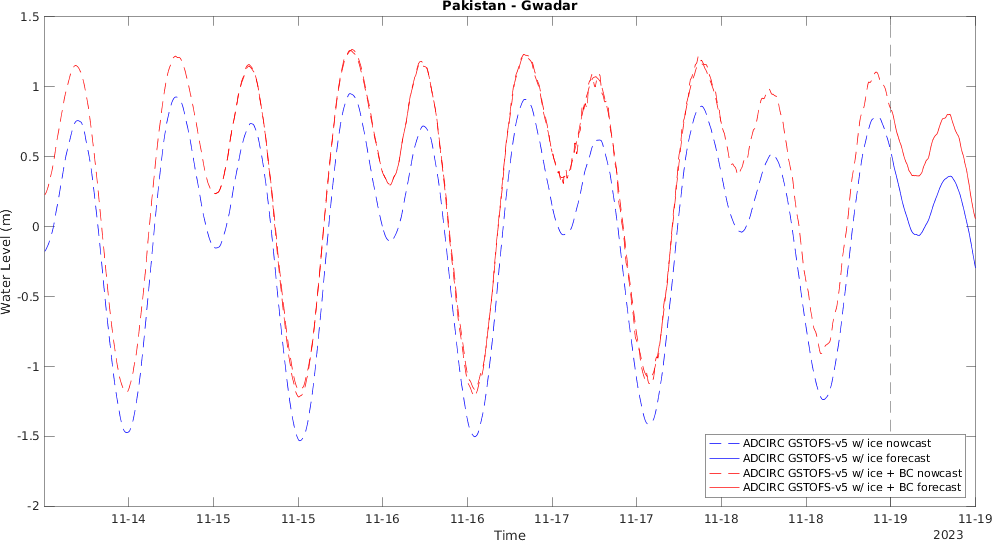 Pakistan - Gwadar
1.5
1
0.5
0
-0.5
-1
-1.5
-2
Water Level (m)
11-14
11-15
11-15
11-16
11-16
11-17
11-17
11-18
11-18
11-19
11-19
Time
2023
ADCIRC GSTOFS-v5 w/ ice nowcast
ADCIRC GSTOFS-v5 w/ ice forecast
ADCIRC GSTOFS-v5 w/ ice + BC nowcast
ADCIRC GSTOFS-v5 w/ ice + BC forecast